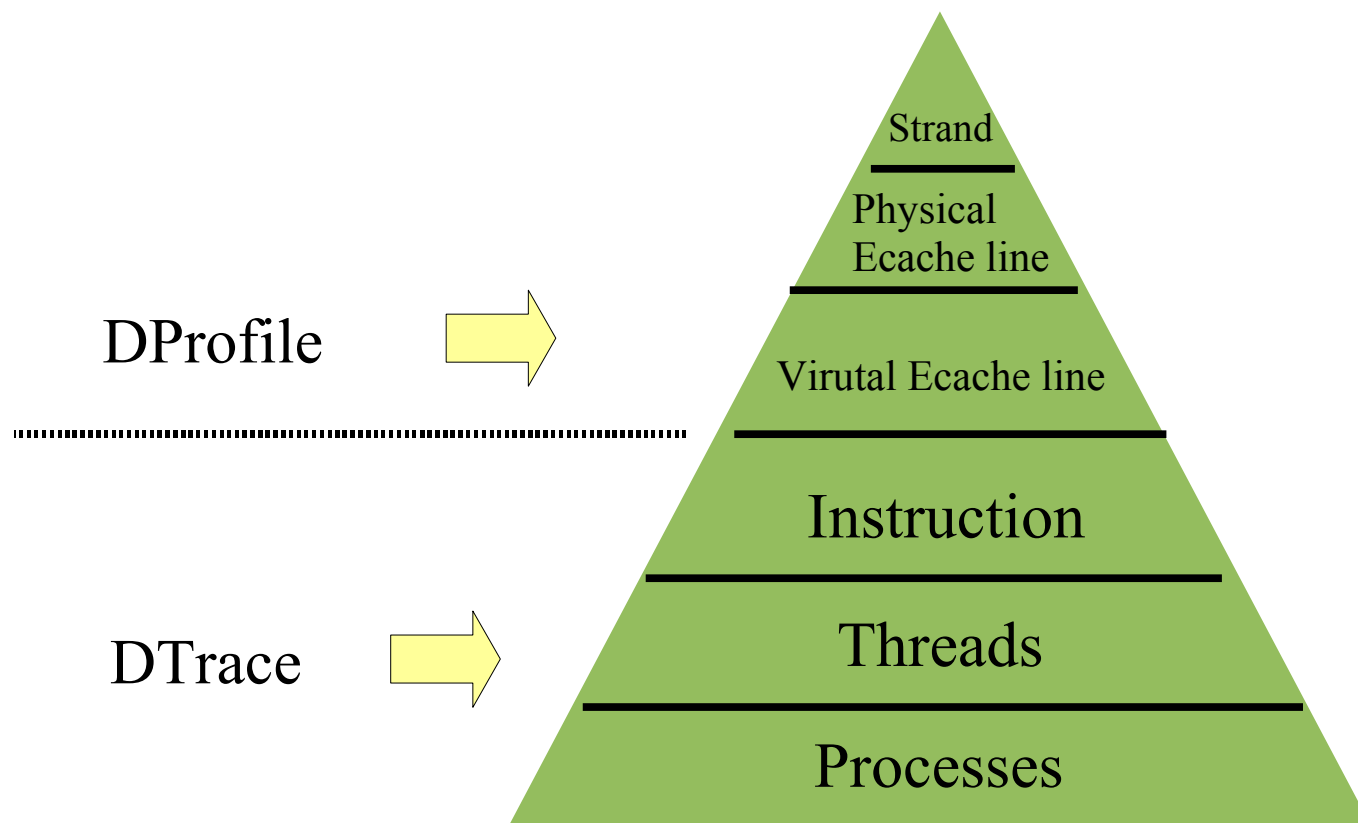 Strand
Physical
Ecache line
DProfile
Virutal Ecache line
Instruction
Threads
DTrace
Processes